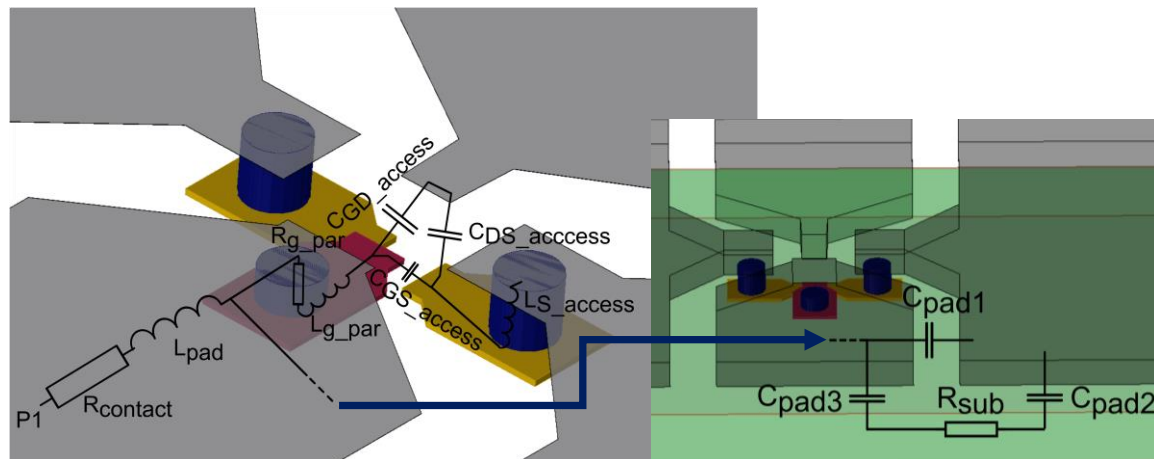 CGD_access
Rg_par
CDS_acccess
CGS_access
LS_access
Lg_par
Lpad
Rcontact
P1
Cpad1
Cpad3
Rsub
Cpad2